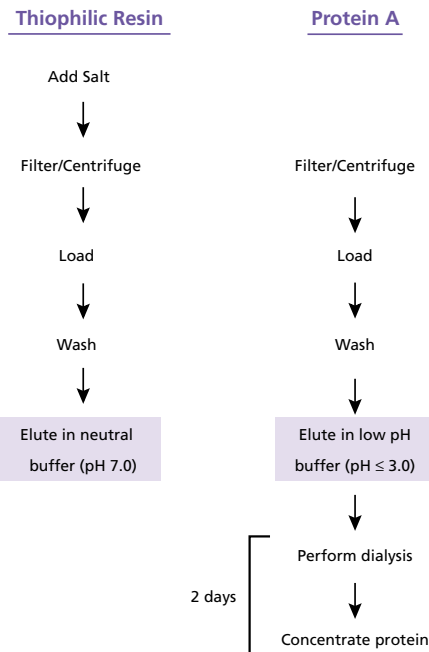 Thiophilic Resin
Add Salt
Filter/Centrifuge
Load
Wash
Elute in neutral
buffer (pH 7.0)
Protein A
Filter/Centrifuge
Load
Wash
Elute in low pH
buffer (pH ≤ 3.0)
2 days
Perform dialysis
Concentrate protein